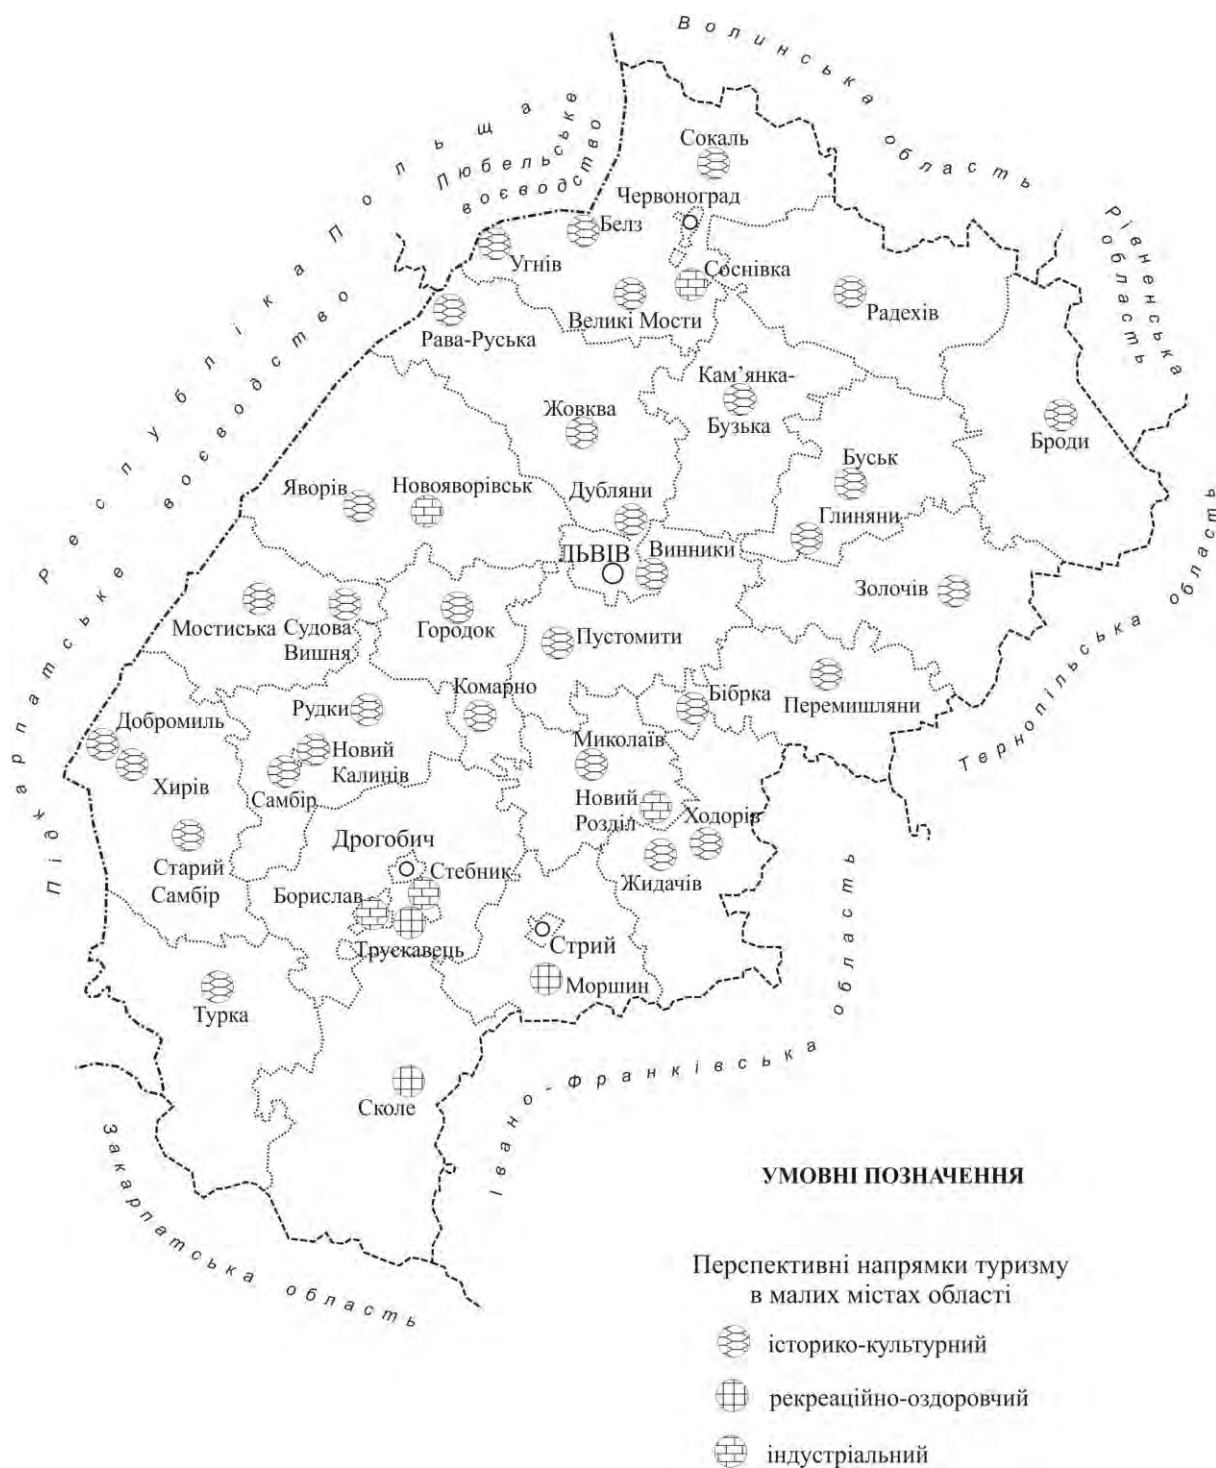 Волинська область
Республіка Польща
Любельське
воєводство
Рівненська
область
Підкарпатське воєводство
Сокаль
Червоноград
Белз
Угнів
Соснівка
Великі Мости
Радехів
Рава-Руська
Кам’янка-
Бузька
Жовква
Броди
Буськ
Яворів
Новояворівськ
Дубляни
Глиняни
ЛЬВІВ
Винники
Золочів
Мостиська
Судова
Вишня
Городок
Пустомити
Тернопільська область
Комарно
Бібрка
Перемишляни
Рудки
Добромиль
Миколаїв
Новий
Калинів
Хирів
Самбір
Новий
Розділ
Ходорів
Дрогобич
Старий
Самбір
Стебник
Жидачів
Борислав
Трускавець
Стрий
Моршин
Турка
Сколе
Івано-Франківська область
Закарпатська область
УМОВНІ ПОЗНАЧЕННЯ
Перспективні напрямки туризму
в малих містах області
історико-культурний
рекреаційно-оздоровчий
індустріальний